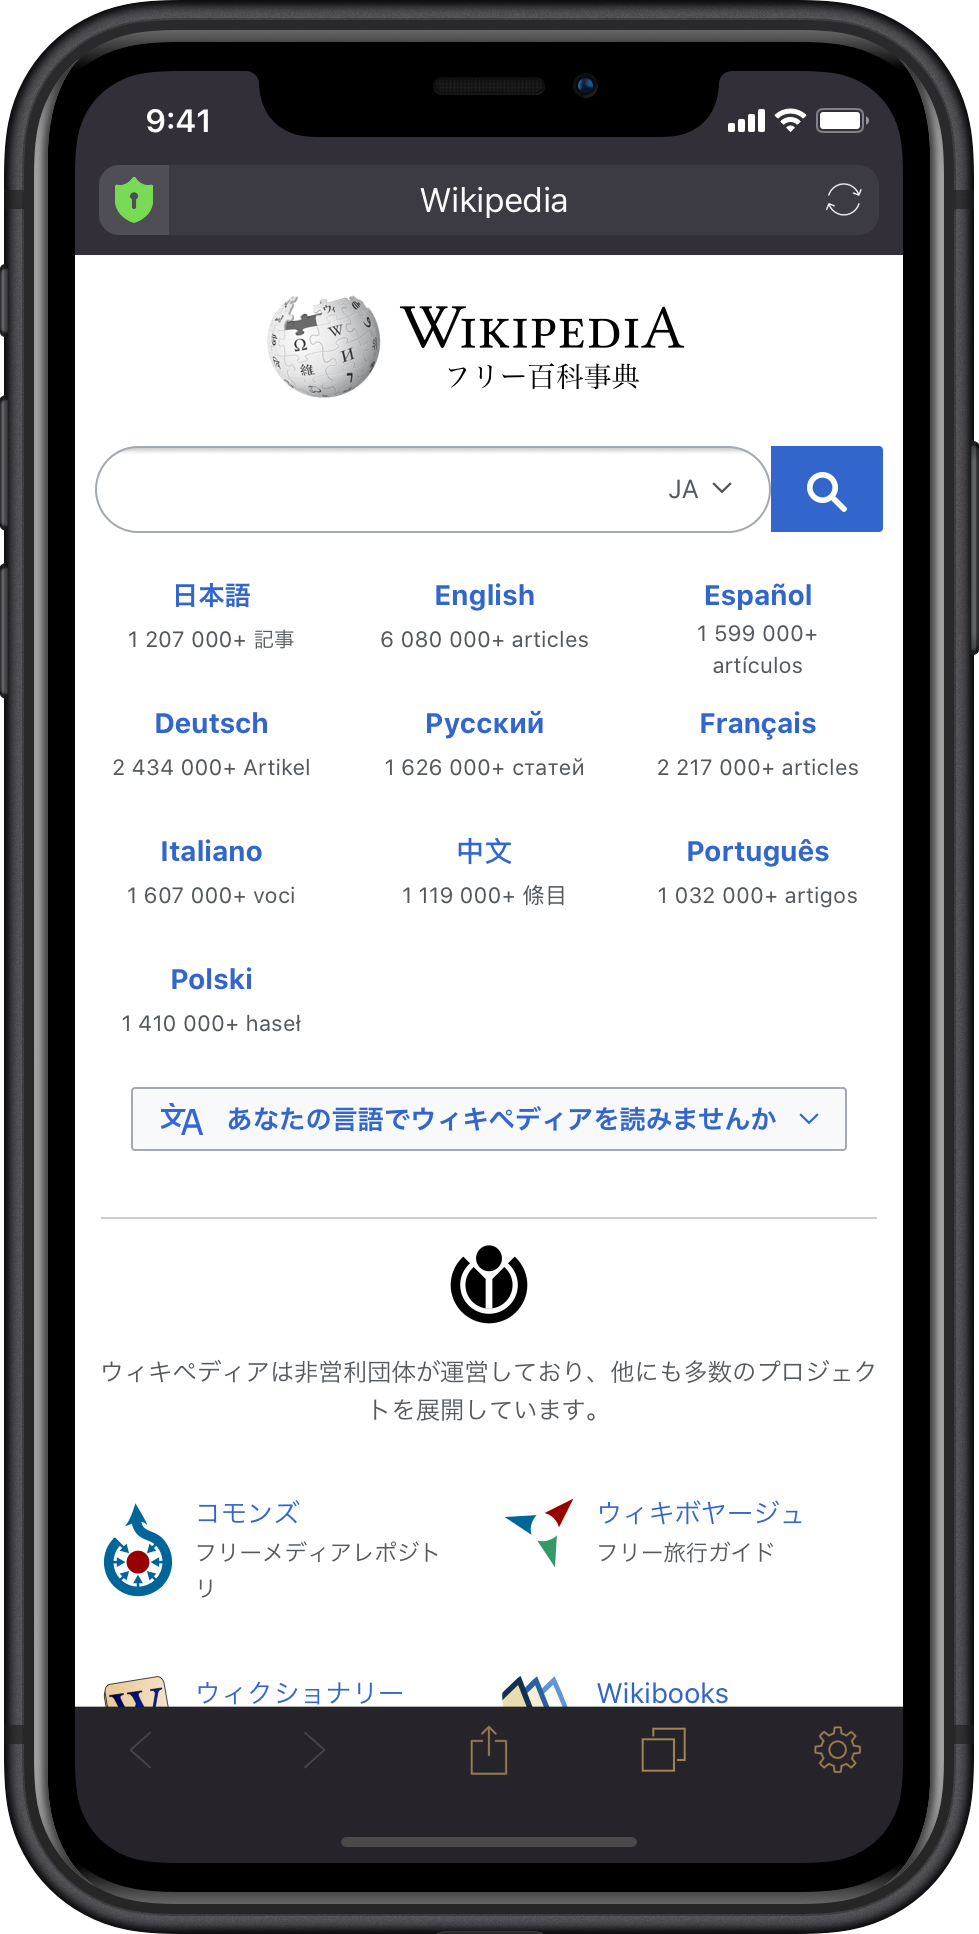 9:41
Wikipedia
WIKIPEDIA
フリー百科事典
JA
日本語
English
Español
1 207 000+ 記事
6 080 000+ articles
1 599 000+
artículos
Deutsch
Русский
Français
2 434 000+ Artikel
1 626 000+ статей
2 217 000+ articles
Italiano
中文
Português
1 607 000+ voci
1 119 000+ 條目
1 032 000+ artigos
Polski
1 410 000+ haseł
あなたの言語でウィキペディアを読みませんか
ウィキペディアは非営利団体が運営しており、他にも多数のプロジェク
トを展開しています。
コモンズ
フリーメディアレポジト
リ
ウィキボヤージュ
フリー旅行ガイド
ウィクショナリー
Wikibooks